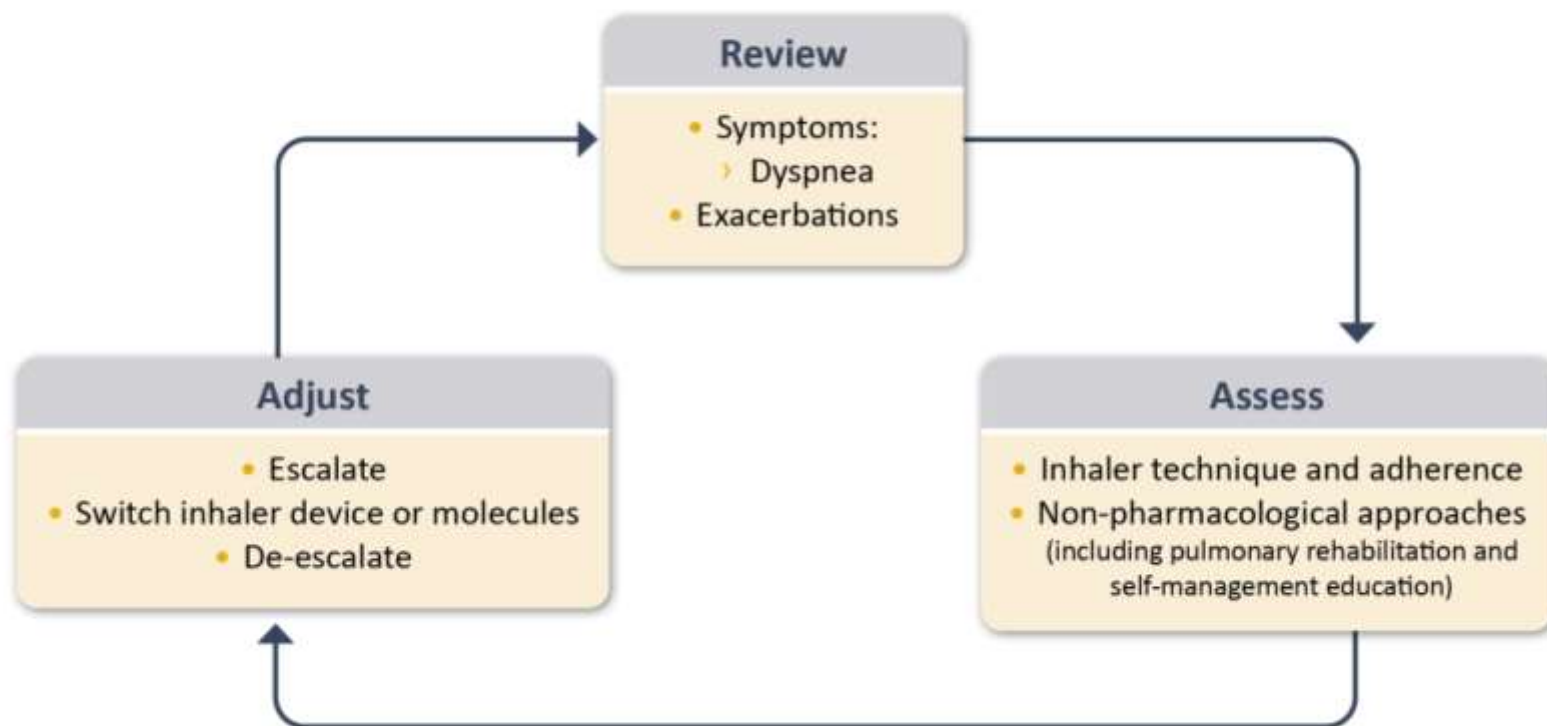 Review
• Symptoms:
› Dyspnea
• Exacerbations
Adjust
• Escalate
• Switch inhaler device or molecules
• De-escalate
Assess
• Inhaler technique and adherence
• Non-pharmacological approaches
(including pulmonary rehabilitation and
self-management education)